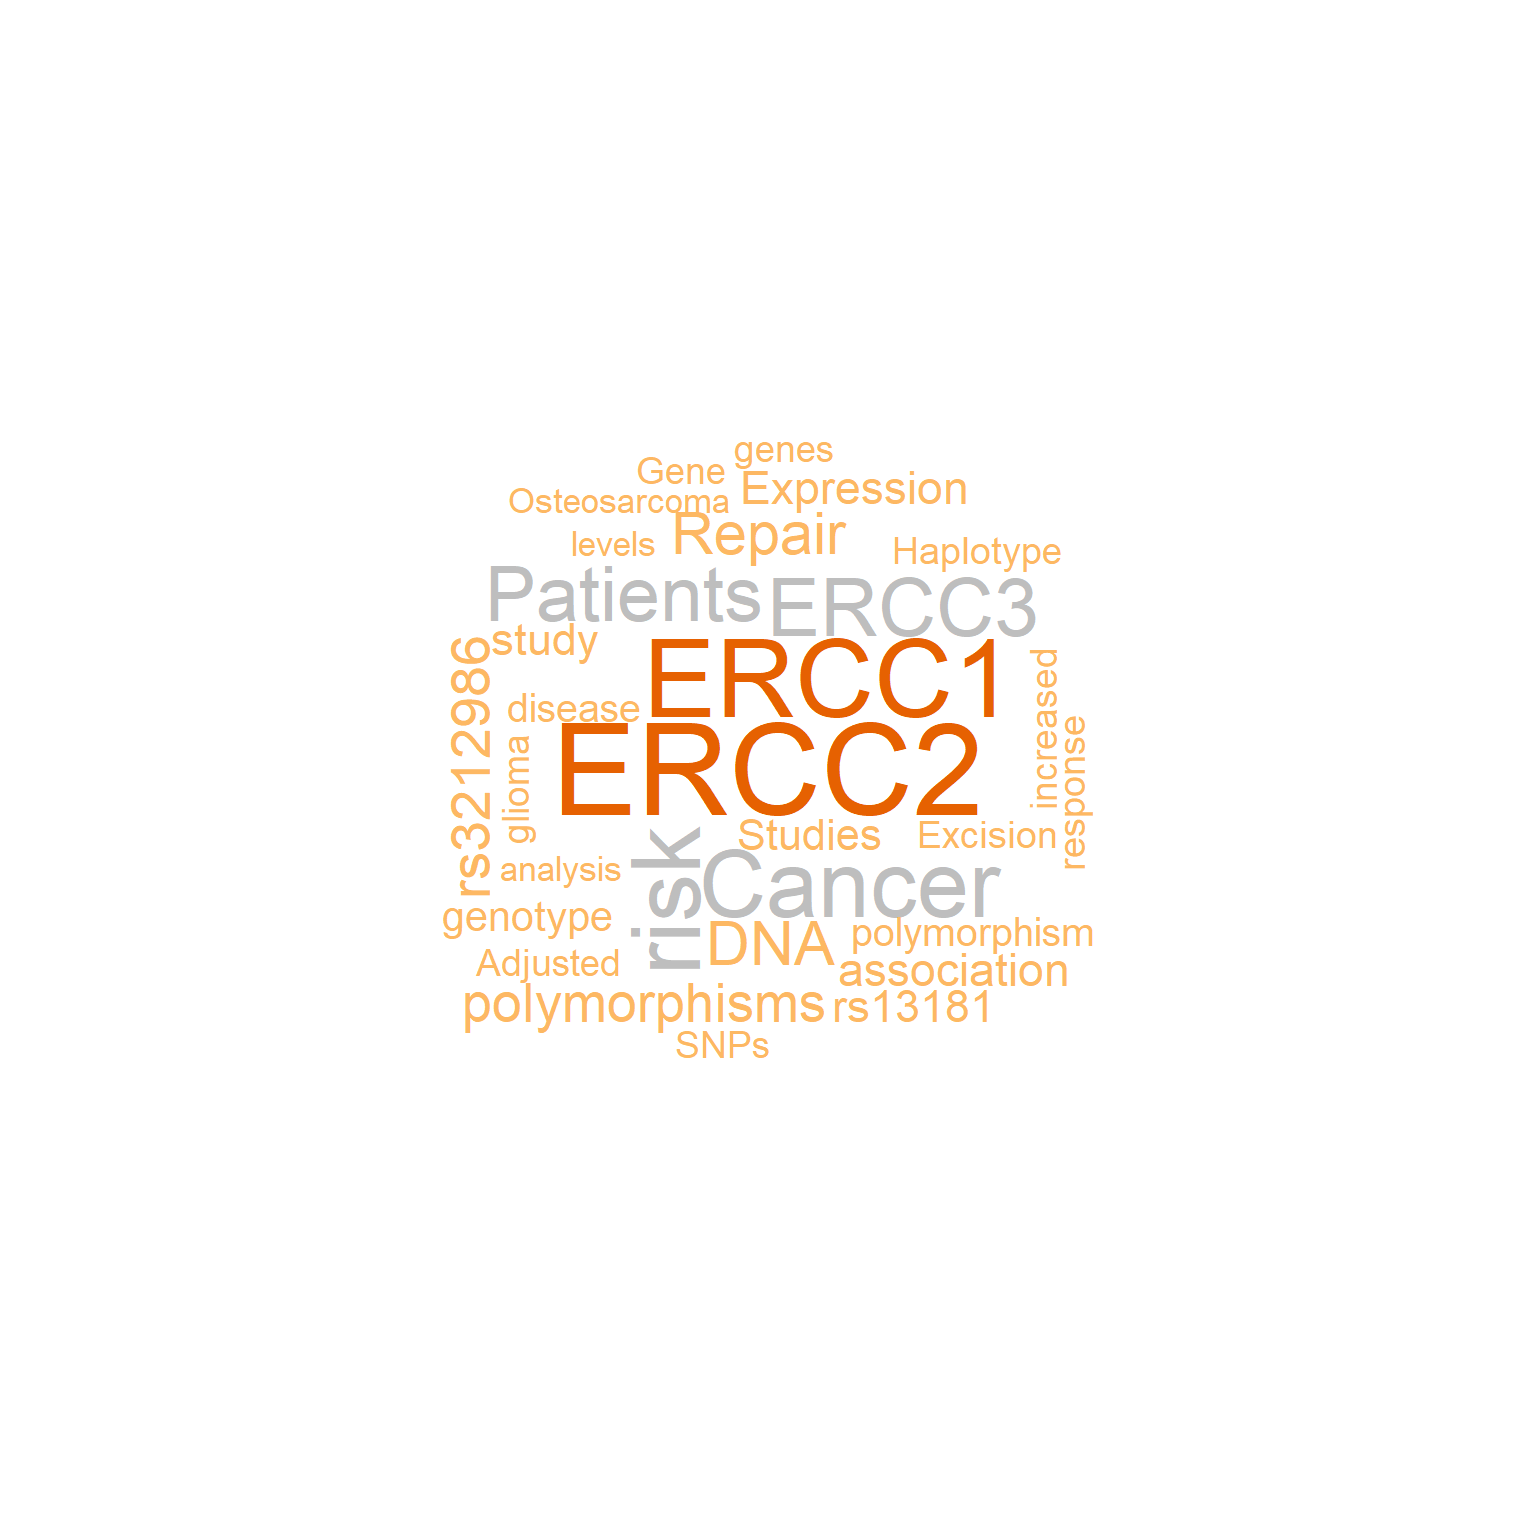 genes
Gene
Expression
Osteosarcoma
Repair
levels
Haplotype
Patients
ERCC3
study
ERCC1
rs3212986
disease
increased
ERCC2
response
glioma
Studies
Excision
analysis
risk
Cancer
genotype
DNA
polymorphism
Adjusted
association
polymorphisms
rs13181
SNPs